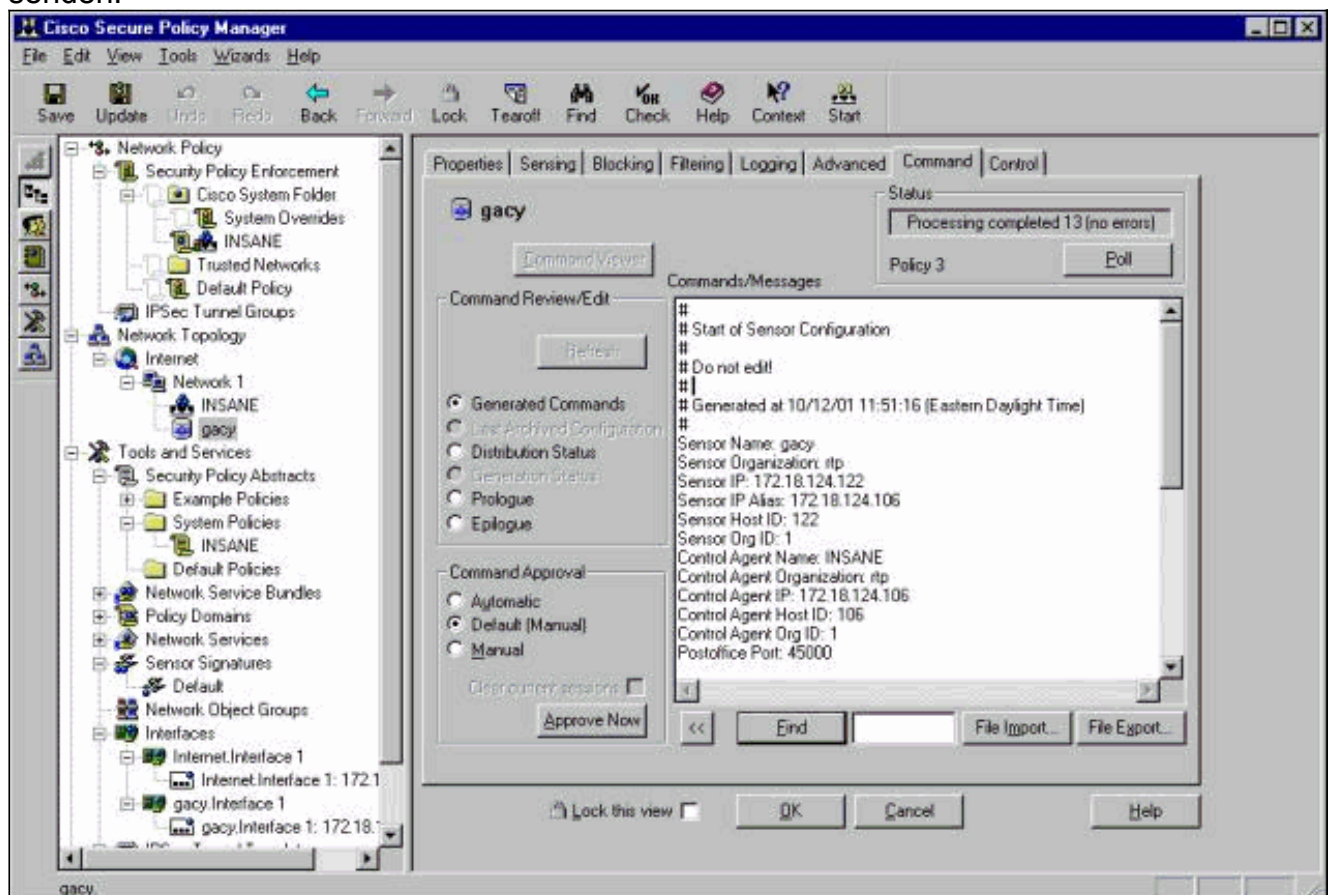 senden.
Cisco Secure Policy Manager
File Edit View Tools Wizards Help
Save Update Undo Redo Back Forward Lock Tearoff Find Check Help Context Start
Network Policy
Security Policy Enforcement
Cisco System Folder
System Overrides
INSANE
Trusted Networks
Default Policy
IPSec Tunnel Groups
Network Topology
Internet
Network 1
INSANE
gacy
Tools and Services
Security Policy Abstracts
Example Policies
System Policies
INSANE
Default Policies
Network Service Bundles
Policy Domains
Network Services
Sensor Signatures
Default
Network Object Groups
Interfaces
Internet.Interface 1
Internet.Interface 1: 172.1
gacy.Interface 1
gacy.Interface 1: 172.18.
Properties Sensing Blocking Filtering Logging Advanced Command Control
gacy
Command Viewer
Status
Processing completed 13 (no errors)
Policy 3
Poll
Command Review/Edit
Refresh
Generated Commands
Last Archived Configuration
Distribution Status
Generation Status
Prologue
Epilogue
Command Approval
Automatic
Default (Manual)
Manual
Clear current sessions
Approve Now
Commands/Messages
#
# Start of Sensor Configuration
#
# Do not edit!
#
# Generated at 10/12/01 11:51:16 (Eastern Daylight Time)
#
Sensor Name: gacy
Sensor Organization: rtp
Sensor IP: 172.18.124.122
Sensor IP Alias: 172.18.124.106
Sensor Host ID: 122
Sensor Org ID: 1
Control Agent Name: INSANE
Control Agent Organization: rtp
Control Agent IP: 172.18.124.106
Control Agent Host ID: 106
Control Agent Org ID: 1
Postoffice Port: 45000
<< Find File Import... File Export...
Lock this view OK Cancel Help
gacy